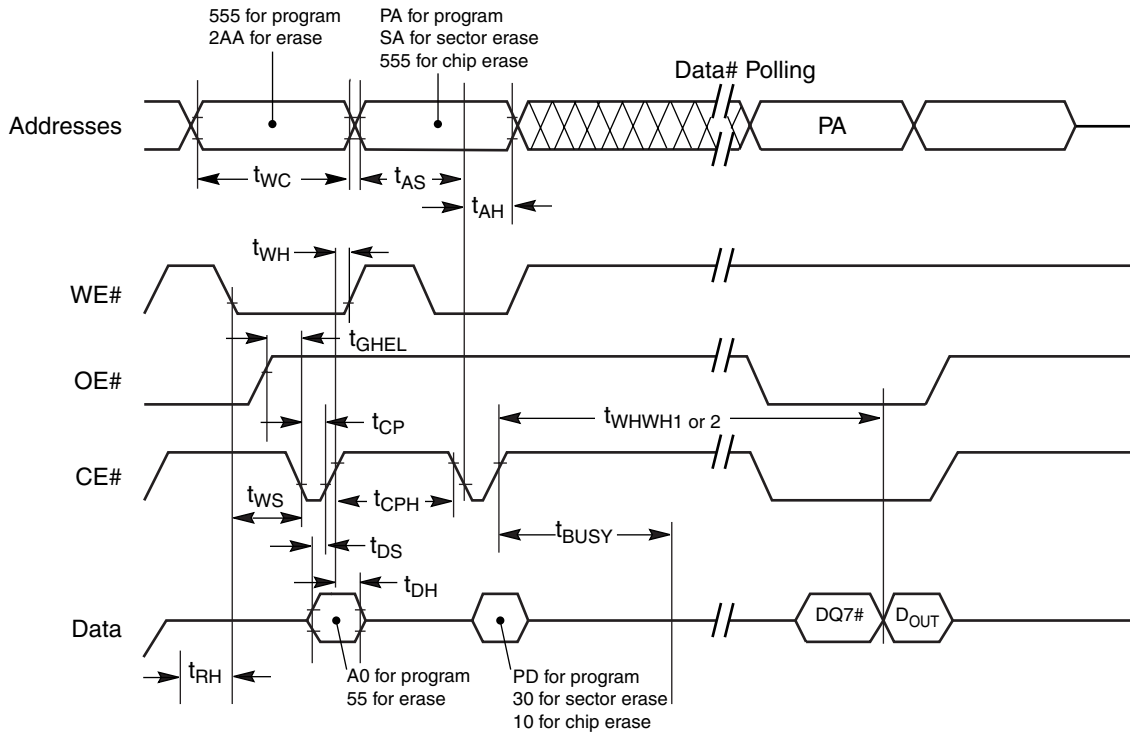 555 for program
2AA for erase
PA for program
SA for sector erase
555 for chip erase
Data# Polling
Addresses
PA
tWC
tAS
tAH
tWH
WE#
tGHEL
OE#
tWHWH1 or 2
tCP
CE#
tWS
tCPH
tBUSY
tDS
tDH
Data
DQ7#
DOUT
tRH
A0 for program
55 for erase
PD for program
30 for sector erase
10 for chip erase